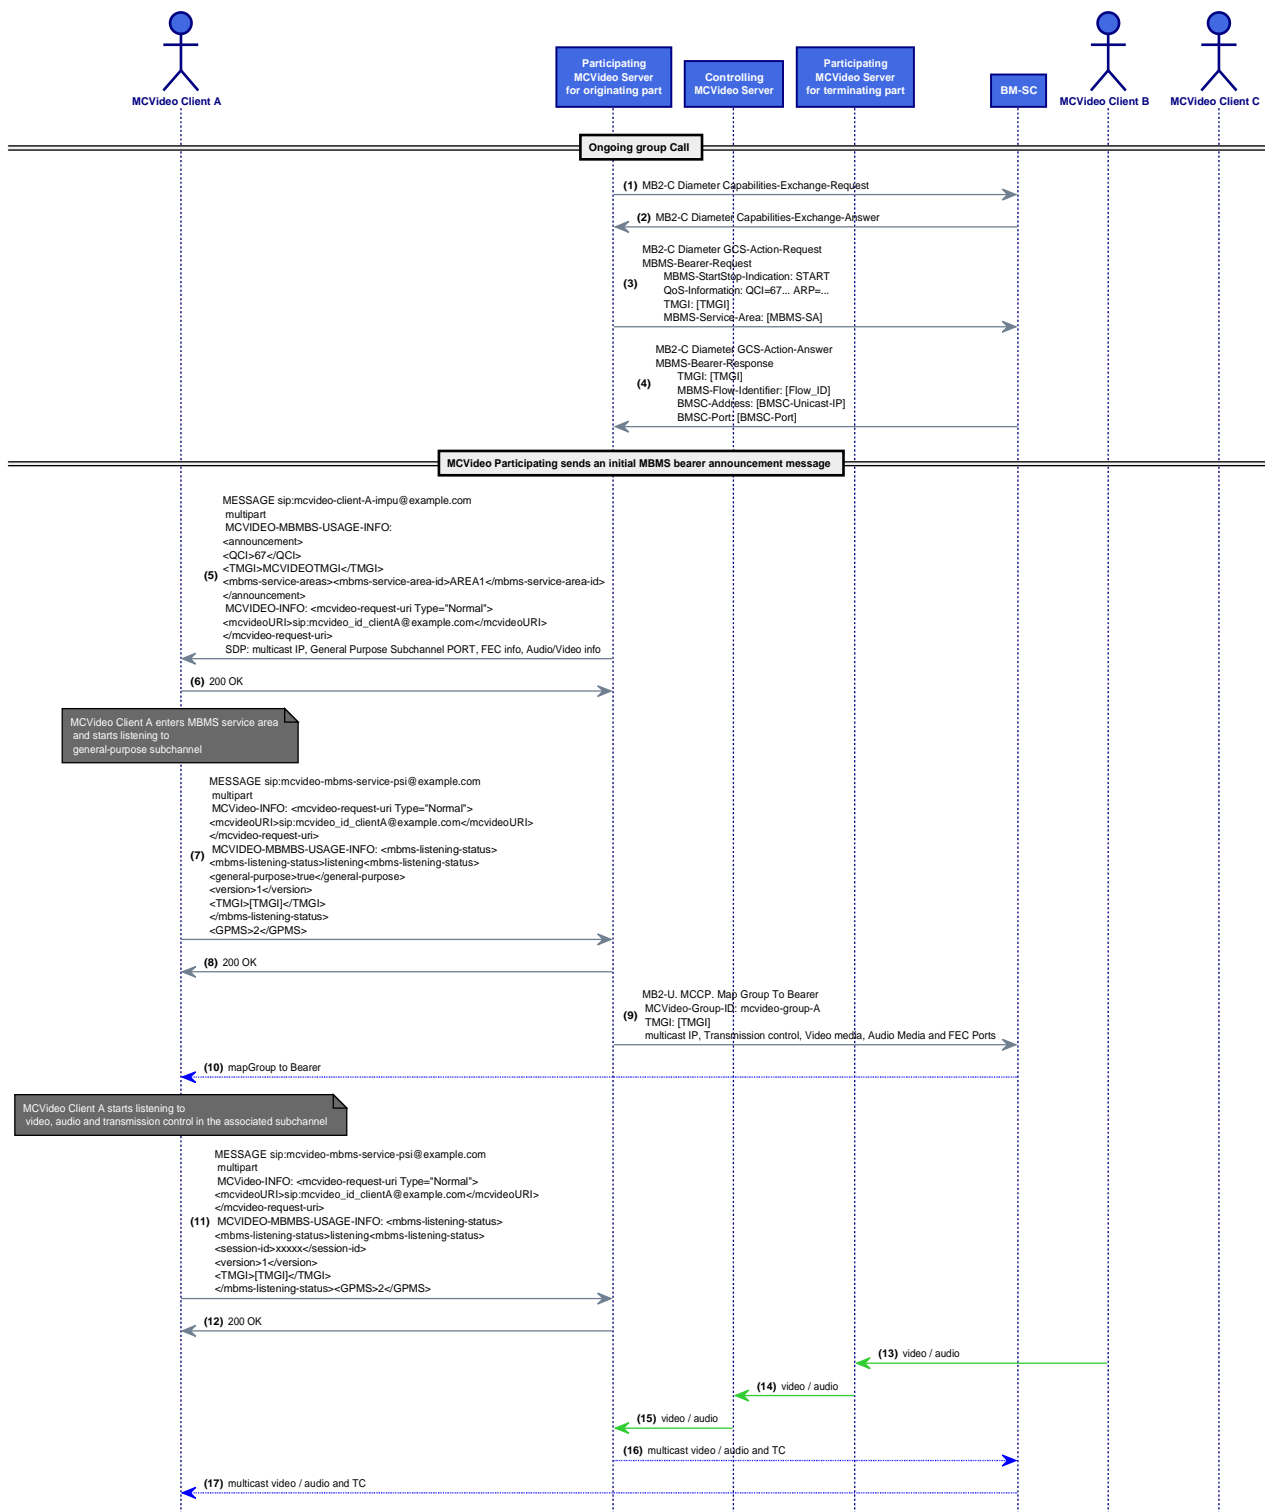 MCVideo Client A
Participating
MCVideo Server
for originating part
Controlling
MCVideo Server
Participating
MCVideo Server
for terminating part
BM-SC
MCVideo Client B
MCVideo Client C
Ongoing group Call
(1) MB2-C Diameter Capabilities-Exchange-Request
(2) MB2-C Diameter Capabilities-Exchange-Answer
MB2-C Diameter GCS-Action-Request
MBMS-Bearer-Request
MBMS-StartStop-Indication: START
(3)
QoS-Information: QCI=67... ARP=...
TMGI: [TMGI]
MBMS-Service-Area: [MBMS-SA]
MB2-C Diameter GCS-Action-Answer
MBMS-Bearer-Response
TMGI: [TMGI]
(4)
MBMS-Flow-Identifier: [Flow_ID]
BMSC-Address: [BMSC-Unicast-IP]
BMSC-Port: [BMSC-Port]
MCVideo Participating sends an initial MBMS bearer announcement message
MESSAGE sip:mcvideo-client-A-impu@example.com
multipart
MCVIDEO-MBMBS-USAGE-INFO:
<announcement>
<QCI>67</QCI>
<TMGI>MCVIDEOTMGI</TMGI>
(5)
<mbms-service-areas><mbms-service-area-id>AREA1</mbms-service-area-id>
</announcement>
MCVIDEO-INFO: <mcvideo-request-uri Type="Normal">
<mcvideoURI>sip:mcvideo_id_clientA@example.com</mcvideoURI>
</mcvideo-request-uri>
SDP: multicast IP, General Purpose Subchannel PORT, FEC info, Audio/Video info
(6) 200 OK
MCVideo Client A enters MBMS service area
and starts listening to
general-purpose subchannel
MESSAGE sip:mcvideo-mbms-service-psi@example.com
multipart
MCVideo-INFO: <mcvideo-request-uri Type="Normal">
<mcvideoURI>sip:mcvideo_id_clientA@example.com</mcvideoURI>
</mcvideo-request-uri>
(7) MCVIDEO-MBMBS-USAGE-INFO: <mbms-listening-status>
<mbms-listening-status>listening<mbms-listening-status>
<general-purpose>true</general-purpose>
<version>1</version>
<TMGI>[TMGI]</TMGI>
</mbms-listening-status>
<GPMS>2</GPMS>
(8) 200 OK
MB2-U. MCCP. Map Group To Bearer
MCVideo-Group-ID: mcvideo-group-A
(9)
TMGI: [TMGI]
multicast IP, Transmission control, Video media, Audio Media and FEC Ports
(10) mapGroup to Bearer
MCVideo Client A starts listening to
video, audio and transmission control in the associated subchannel
MESSAGE sip:mcvideo-mbms-service-psi@example.com
multipart
MCVideo-INFO: <mcvideo-request-uri Type="Normal">
<mcvideoURI>sip:mcvideo_id_clientA@example.com</mcvideoURI>
</mcvideo-request-uri>
(11) MCVIDEO-MBMBS-USAGE-INFO: <mbms-listening-status>
<mbms-listening-status>listening<mbms-listening-status>
<session-id>xxxxx</session-id>
<version>1</version>
<TMGI>[TMGI]</TMGI>
</mbms-listening-status><GPMS>2</GPMS>
(12) 200 OK
(13) video / audio
(14) video / audio
(15) video / audio
(16) multicast video / audio and TC
(17) multicast video / audio and TC